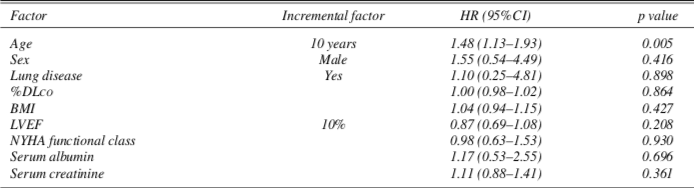 Factor Incremental factor HR (95%CI) p value
Age 10 years 1.48 (1.13–1.93) 0.005
Sex Male 1.55 (0.54–4.49) 0.416
Lung disease Yes 1.10 (0.25–4.81) 0.898
%DLCO 1.00 (0.98–1.02) 0.864
BMI 1.04 (0.94–1.15) 0.427
LVEF 10% 0.87 (0.69–1.08) 0.208
NYHA functional class 0.98 (0.63–1.53) 0.930
Serum albumin 1.17 (0.53–2.55) 0.696
Serum creatinine 1.11 (0.88–1.41) 0.361